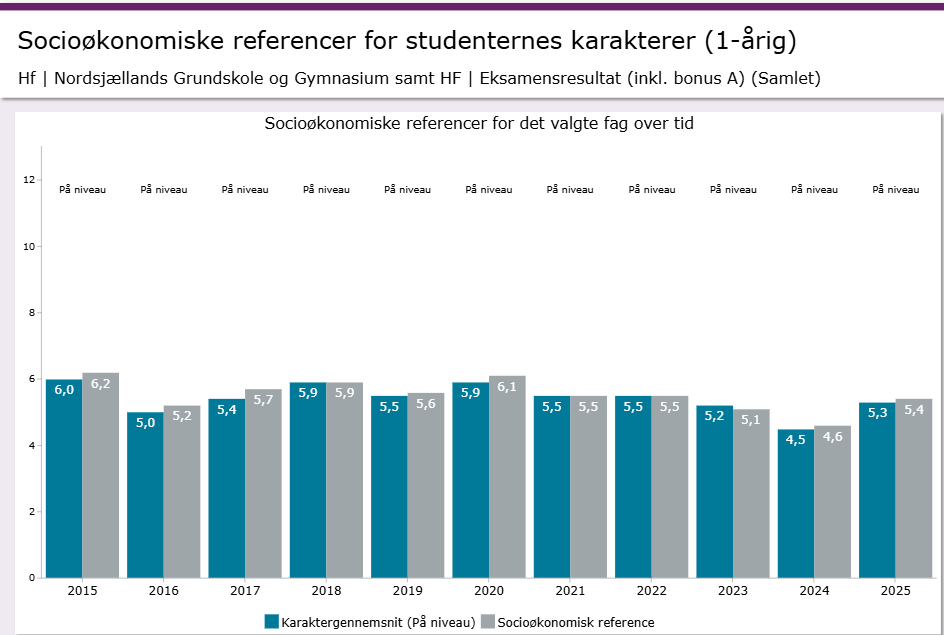 Socioøkonomiske referencer for studenternes karakterer (1-årig)
Hf | Nordsjællands Grundskole og Gymnasium samt HF | Eksamensresultat (inkl. bonus A) (Samlet)
Socioøkonomiske referencer for det valgte fag over tid
12
På niveau På niveau På niveau På niveau På niveau På niveau På niveau På niveau På niveau På niveau På niveau
10
8
6
6,0 6,2 5,0 5,2 5,4 5,7 5,9 5,9 5,5 5,6 5,9 6,1 5,5 5,5 5,5 5,5 5,2 5,1 4,5 4,6 5,3 5,4
4
2
0
2015 2016 2017 2018 2019 2020 2021 2022 2023 2024 2025
Karaktergennemsnit (På niveau) Socioøkonomisk reference